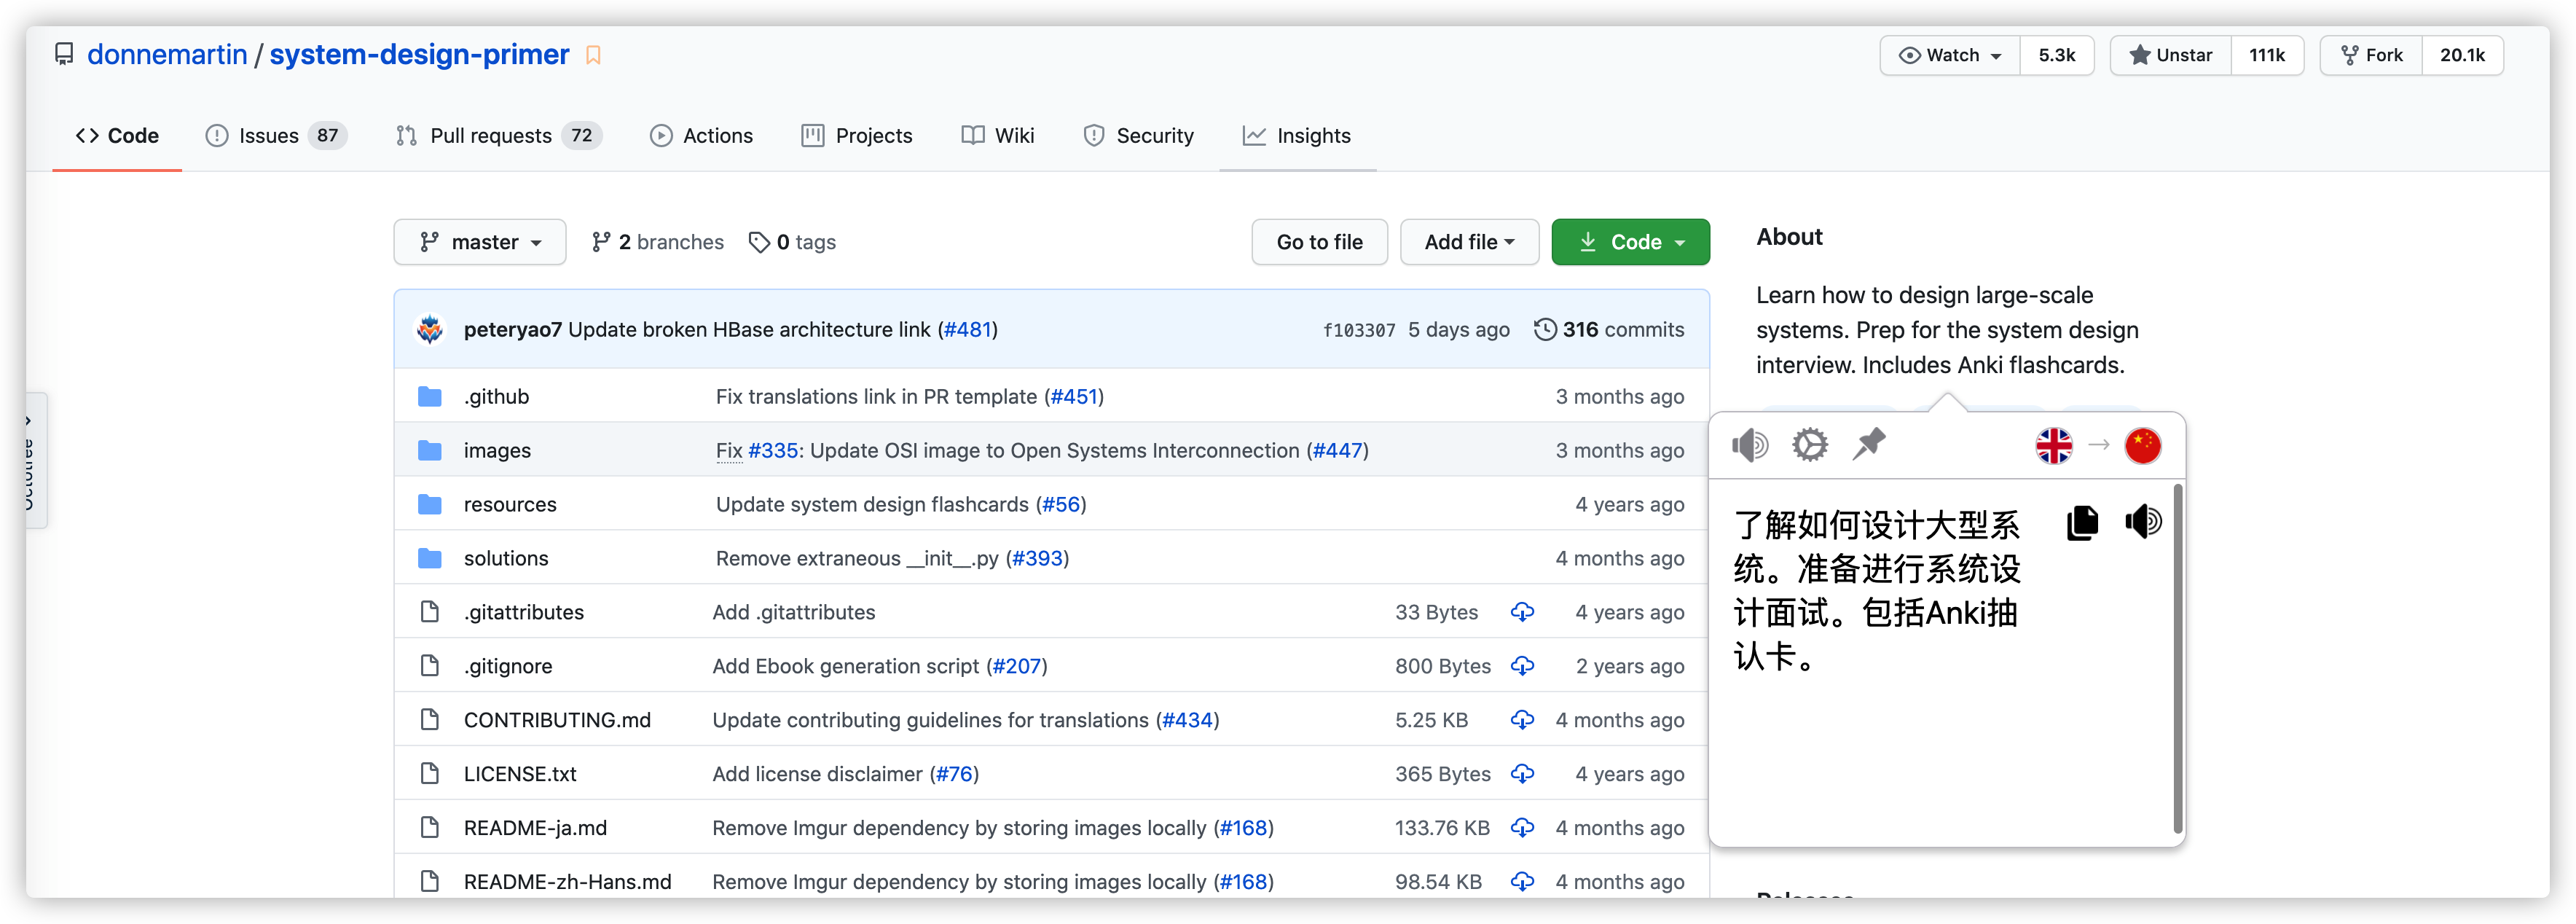 donnemartin / system-design-primer
Watch 5.3k
Unstar 111k
Fork 20.1k
Code
Issues 87
Pull requests 72
Actions
Projects
Wiki
Security
Insights
master
2 branches
0 tags
Go to file
Add file
Code
peteryao7 Update broken HBase architecture link (#481) f103307 5 days ago 316 commits
.github Fix translations link in PR template (#451) 3 months ago
images Fix #335: Update OSI image to Open Systems Interconnection (#447) 3 months ago
resources Update system design flashcards (#56) 4 years ago
solutions Remove extraneous __init__.py (#393) 4 months ago
.gitattributes Add .gitattributes 33 Bytes 4 years ago
.gitignore Add Ebook generation script (#207) 800 Bytes 2 years ago
CONTRIBUTING.md Update contributing guidelines for translations (#434) 5.25 KB 4 months ago
LICENSE.txt Add license disclaimer (#76) 365 Bytes 4 years ago
README-ja.md Remove Imgur dependency by storing images locally (#168) 133.76 KB 4 months ago
README-zh-Hans.md Remove Imgur dependency by storing images locally (#168) 98.54 KB 4 months ago
About
Learn how to design large-scale
systems. Prep for the system design
interview. Includes Anki flashcards.
了解如何设计大型系
统。准备进行系统设
计面试。包括Anki抽
认卡。